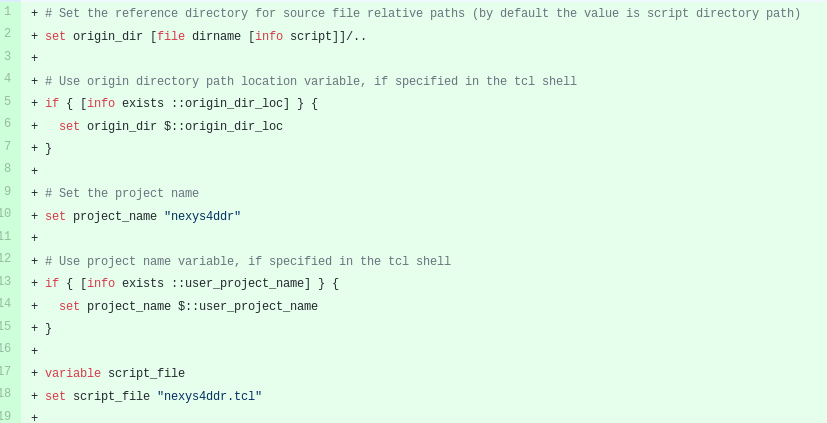 1 + # Set the reference directory for source file relative paths (by default the value is script directory path)
2 + set origin_dir [file dirname [info script]]/..
3 +
4 + # Use origin directory path location variable, if specified in the tcl shell
5 + if { [info exists ::origin_dir_loc] } {
6 +   set origin_dir $::origin_dir_loc
7 + }
8 +
9 + # Set the project name
10 + set project_name "nexys4ddr"
11 +
12 + # Use project name variable, if specified in the tcl shell
13 + if { [info exists ::user_project_name] } {
14 +   set project_name $::user_project_name
15 + }
16 +
17 + variable script_file
18 + set script_file "nexys4ddr.tcl"
19 +